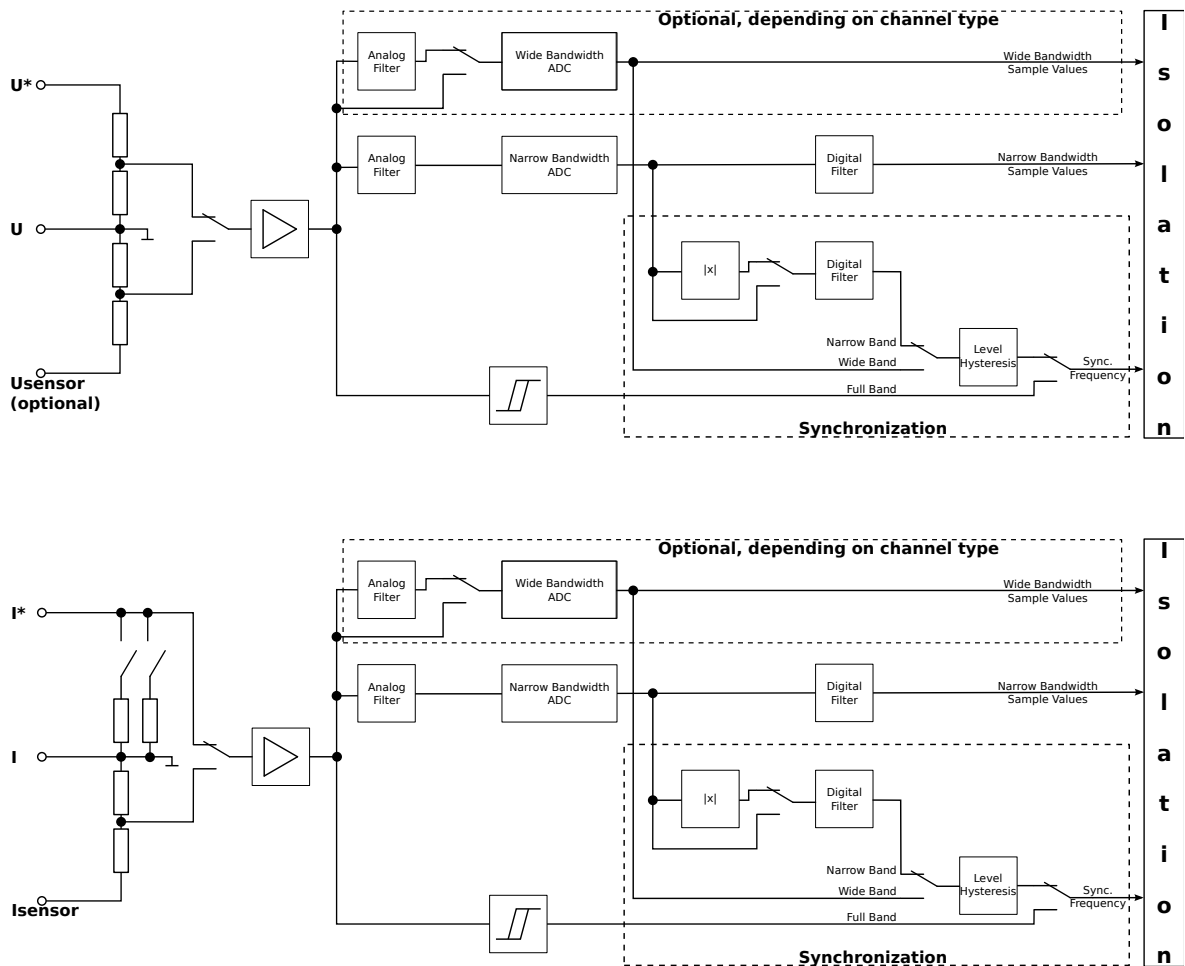 Optional, depending on channel type
Analog
Filter
Wide Bandwidth
ADC
Wide Bandwidth
Sample Values
U*
Analog
Filter
Narrow Bandwidth
ADC
Digital
Filter
Narrow Bandwidth
Sample Values
U
|x|
Digital
Filter
Narrow Band
Wide Band
Full Band
Level
Hysteresis
Sync.
Frequency
Usensor
(optional)
Synchronization
I
s
o
l
a
t
i
o
n
Optional, depending on channel type
Analog
Filter
Wide Bandwidth
ADC
Wide Bandwidth
Sample Values
I*
Analog
Filter
Narrow Bandwidth
ADC
Digital
Filter
Narrow Bandwidth
Sample Values
I
|x|
Digital
Filter
Narrow Band
Wide Band
Full Band
Level
Hysteresis
Sync.
Frequency
Isensor
Synchronization
I
s
o
l
a
t
i
o
n